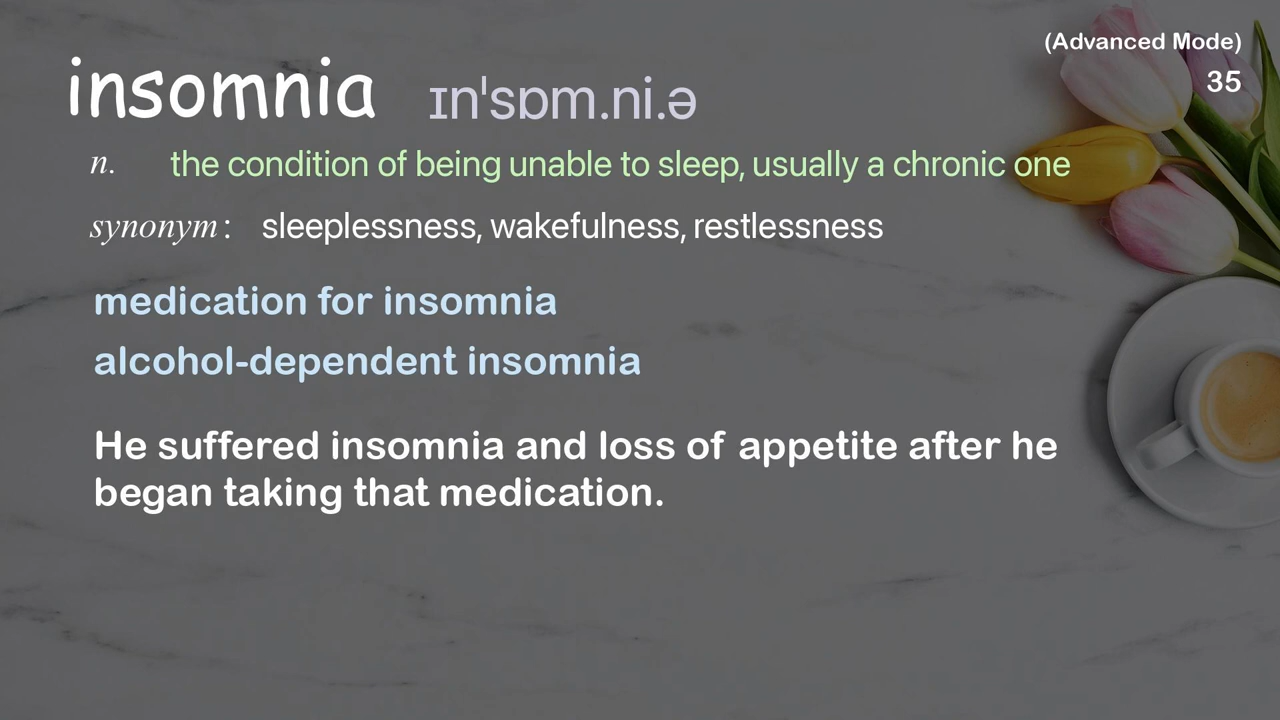 (Advanced Mode)
35
insomnia ɪn'sɒm.ni.ə
n. the condition of being unable to sleep, usually a chronic one
synonym: sleeplessness, wakefulness, restlessness
medication for insomnia
alcohol-dependent insomnia
He suffered insomnia and loss of appetite after he
began taking that medication.